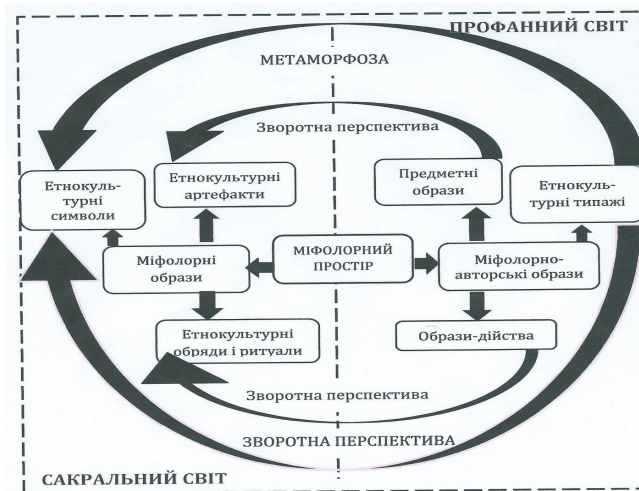 ПРОФАННИЙ СВІТ
МЕТАМОРФОЗА
Зворотна перспектива
Етнокуль-
турні
символи
Етнокультурні
артефакти
Предметні
образи
Етнокуль-
турні типажі
Міфолорні
образи
МІФОЛОРНИЙ
ПРОСТІР
Міфолорно-
авторські образи
Етнокультурні
обряди і ритуали
Образи-дійства
Зворотна перспектива
ЗВОРОТНА ПЕРСПЕКТИВА
САКРАЛЬНИЙ СВІТ